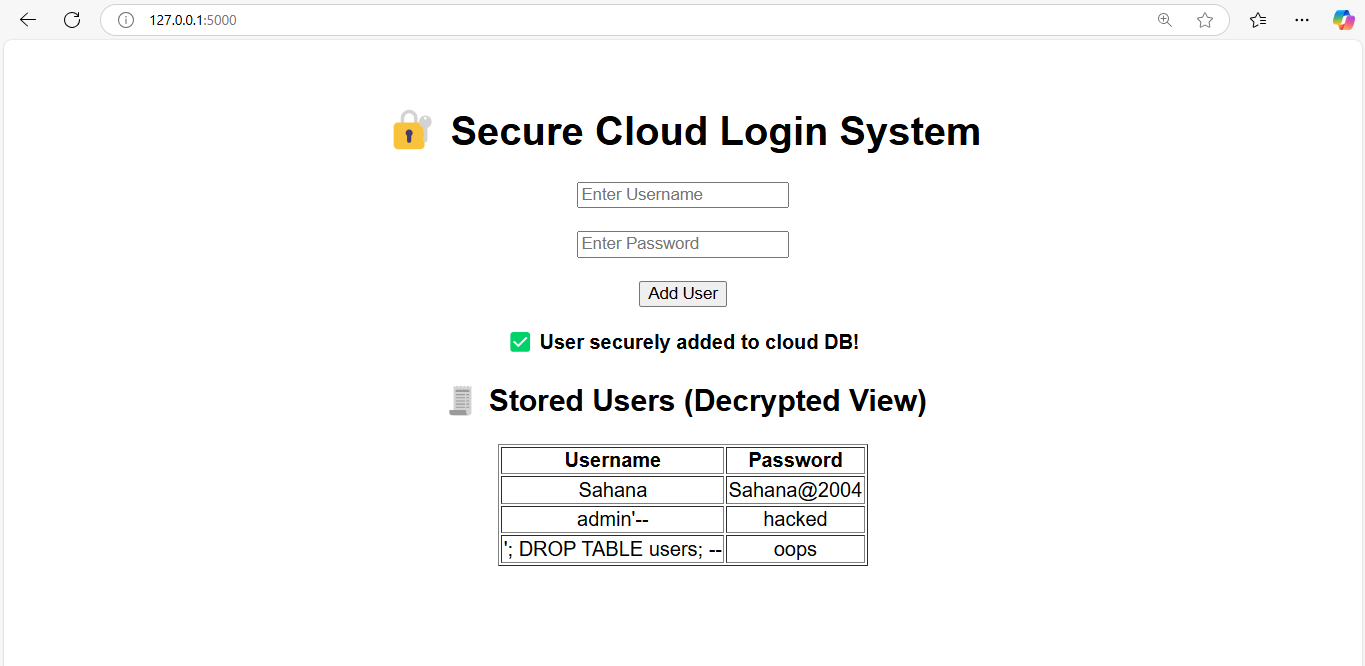 127.0.0.1:5000
Secure Cloud Login System
Enter Username
Enter Password
Add User
User securely added to cloud DB!
Stored Users (Decrypted View)
Username Password
Sahana Sahana@2004
admin'-- hacked
'; DROP TABLE users; -- oops